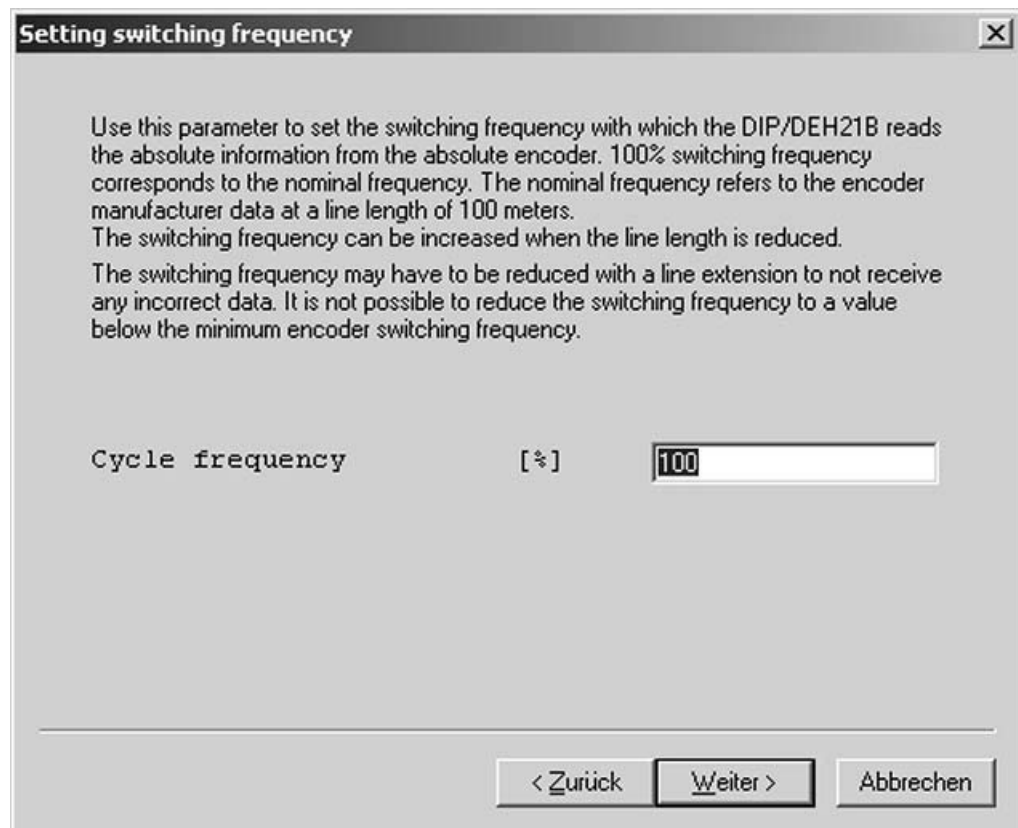 Setting switching frequency
Use this parameter to set the switching frequency with which the DIP/DEH21B reads
the absolute information from the absolute encoder. 100% switching frequency
corresponds to the nominal frequency. The nominal frequency refers to the encoder
manufacturer data at a line length of 100 meters.
The switching frequency can be increased when the line length is reduced.
The switching frequency may have to be reduced with a line extension to not receive
any incorrect data. It is not possible to reduce the switching frequency to a value
below the minimum encoder switching frequency.
Cycle frequency [%] 100
< Zurück Weiter > Abbrechen